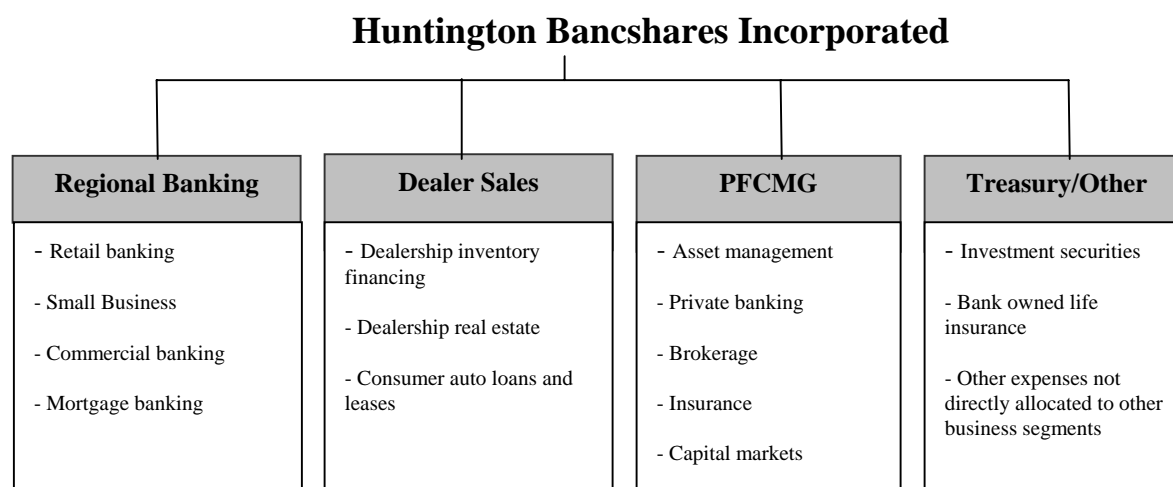 Huntington Bancshares Incorporated
Regional Banking
- Retail banking
- Small Business
- Commercial banking
- Mortgage banking
Dealer Sales
- Dealership inventory
financing
- Dealership real estate
- Consumer auto loans and
leases
PFCMG
- Asset management
- Private banking
- Brokerage
- Insurance
- Capital markets
Treasury/Other
- Investment securities
- Bank owned life
insurance
- Other expenses not
directly allocated to other
business segments